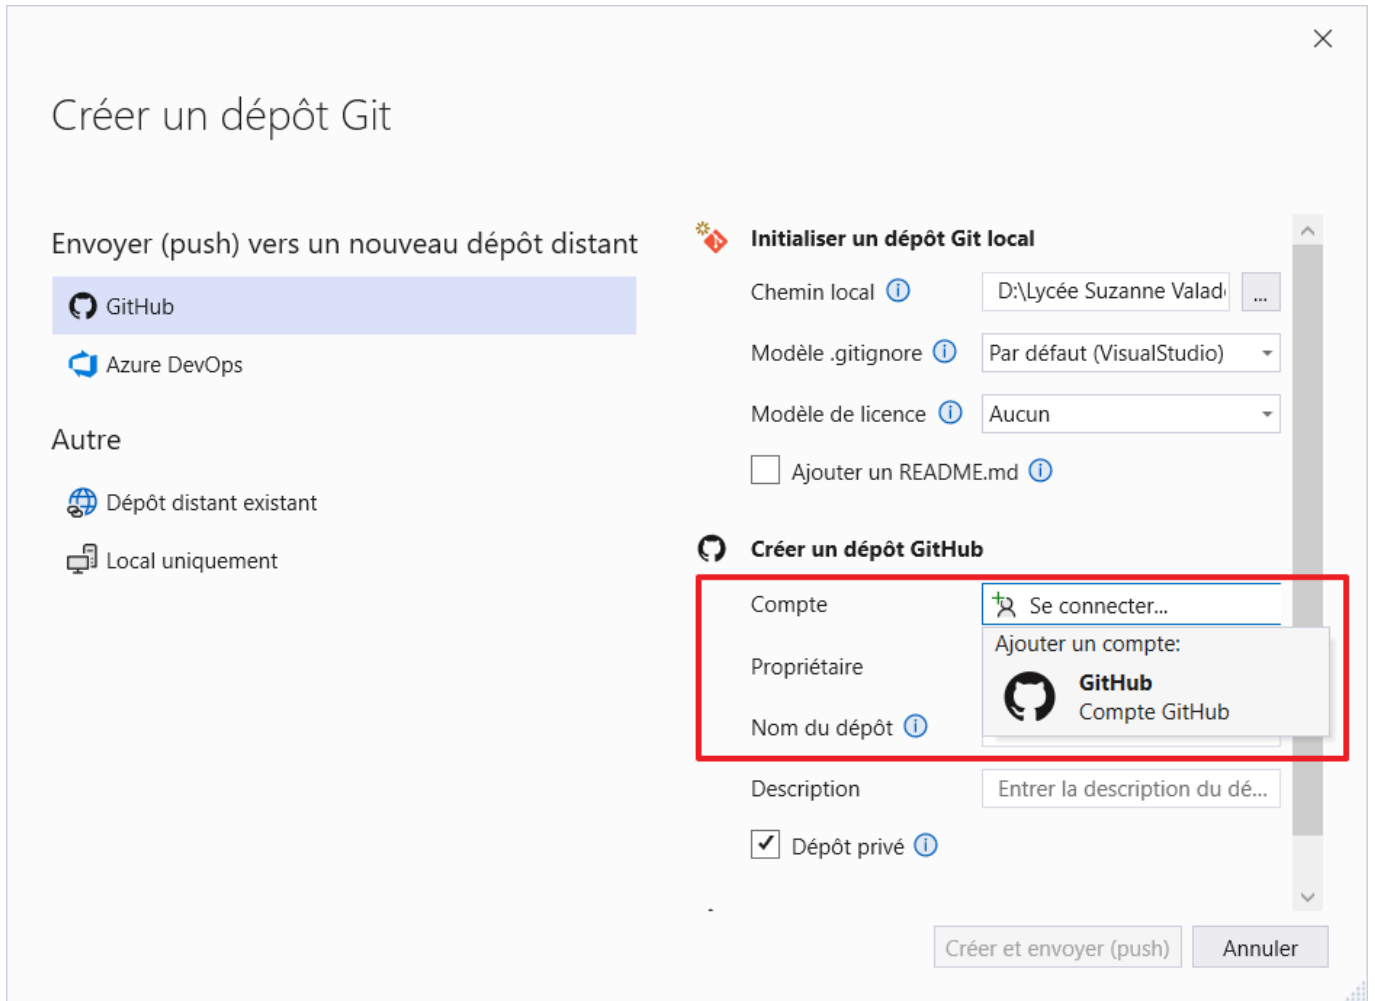 Créer un dépôt Git
Envoyer (push) vers un nouveau dépôt distant
GitHub
Azure DevOps
Autre
Dépôt distant existant
Local uniquement
Initialiser un dépôt Git local
Chemin local
D:\Lycée Suzanne Valad
...
Modèle .gitignore
Par défaut (VisualStudio)
Modèle de licence
Aucun
Ajouter un README.md
Créer un dépôt GitHub
Compte
Se connecter...
Ajouter un compte:
GitHub
Compte GitHub
Propriétaire
Nom du dépôt
Description
Entrer la description du dé...
Dépôt privé
Créer et envoyer (push)
Annuler